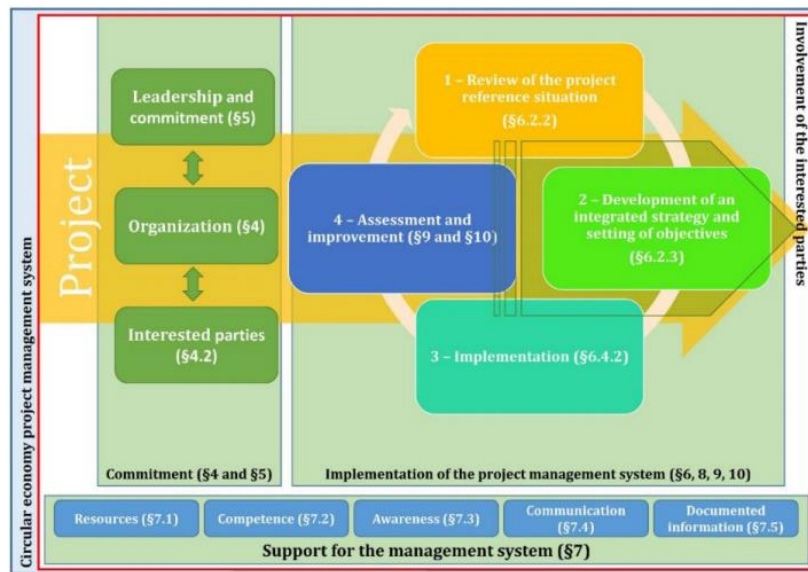 Circular economy project management system
Project
Leadership and
commitment (§5)
Organization (§4)
Interested parties
(§4.2)
Commitment (§4 and §5)
1 – Review of the project
reference situation
(§6.2.2)
2 – Development of an
integrated strategy and
setting of objectives
(§6.2.3)
3 – Implementation (§6.4.2)
4 – Assessment and
improvement (§9 and §10)
Implementation of the project management system (§6, 8, 9, 10)
Involvement of the interested parties
Resources (§7.1)
Competence (§7.2)
Awareness (§7.3)
Communication
(§7.4)
Documented
information (§7.5)
Support for the management system (§7)